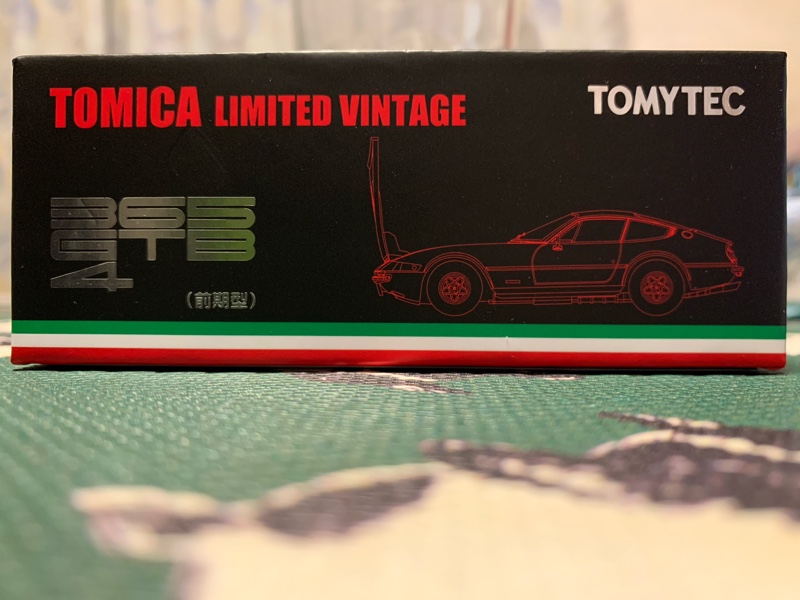 TOMICA LIMITED VINTAGE
TOMYTEC
365
GTB
4
(前期型)